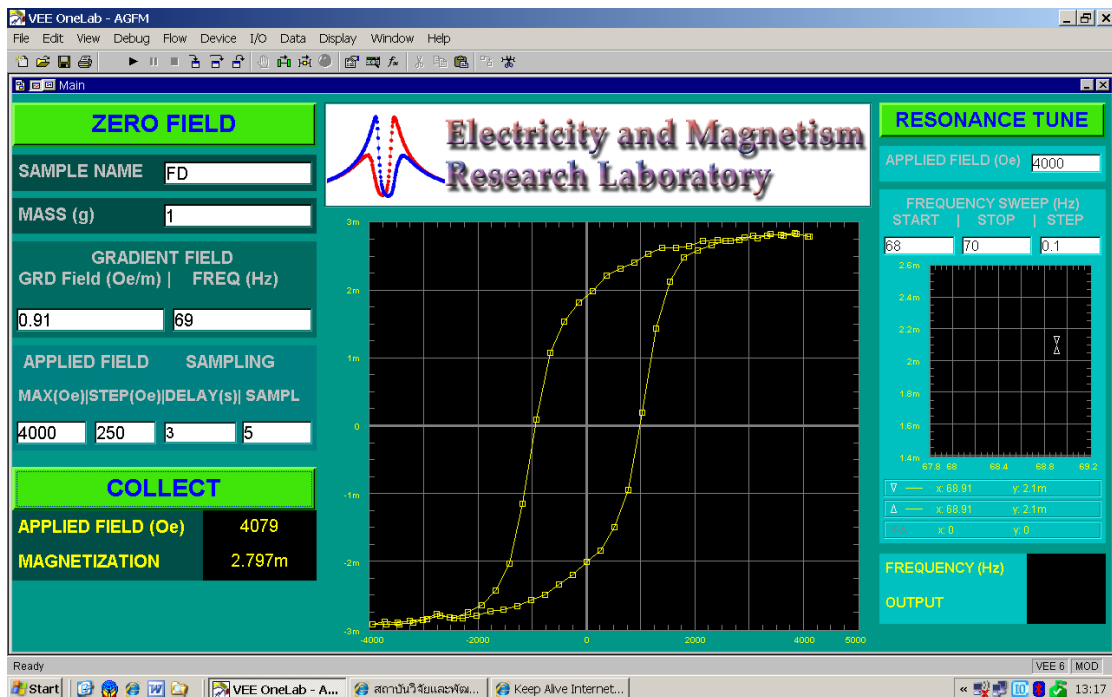 VEE OneLab - AGFM
File Edit View Debug Flow Device I/O Data Display Window Help
Main
ZERO FIELD
SAMPLE NAME FD
MASS (g) 1
GRADIENT FIELD
GRD Field (Oe/m) | FREQ (Hz)
0.91 69
APPLIED FIELD SAMPLING
MAX(Oe)|STEP(Oe)|DELAY(s)| SAMPL
4000 250 3 5
COLLECT
APPLIED FIELD (Oe) 4079
MAGNETIZATION 2.797m
Electricity and Magnetism
Research Laboratory
3m
2m
1m
0
-1m
-2m
-3m
-4000 -2000 0 2000 4000 5000
RESONANCE TUNE
APPLIED FIELD (Oe) 4000
FREQUENCY SWEEP (Hz)
START | STOP | STEP
68 70 0.1
2.6m
2.4m
2.2m
2m
1.8m
1.6m
1.4m
67.8 68 68.4 68.8 69.2
x: 68.91 y: 2.1m
x: 68.91 y: 2.1m
x: 0 y: 0
FREQUENCY (Hz)
OUTPUT
Ready VEE 6 MOD
Start VEE OneLab - A... สถาบันวิจัยและพัฒ... Keep Alive Internet... « 13:17